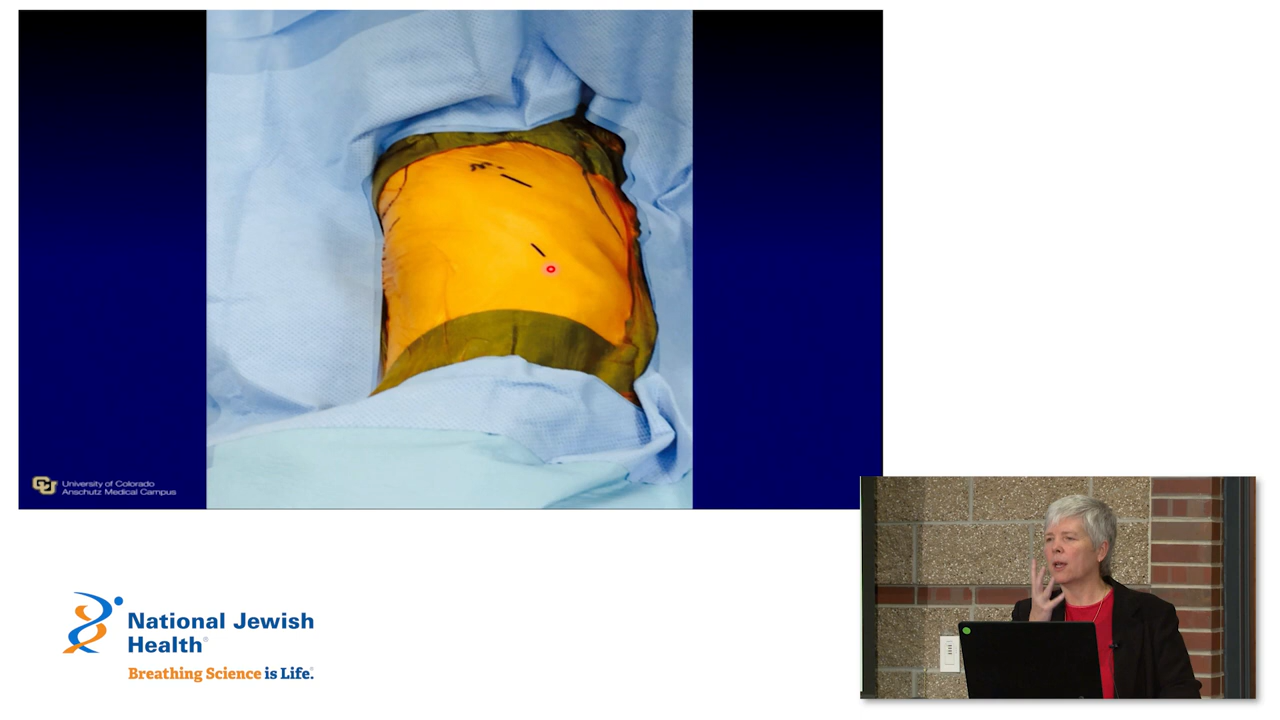 University of Colorado
Anschutz Medical Campus
National Jewish
Health®
Breathing Science is Life.®